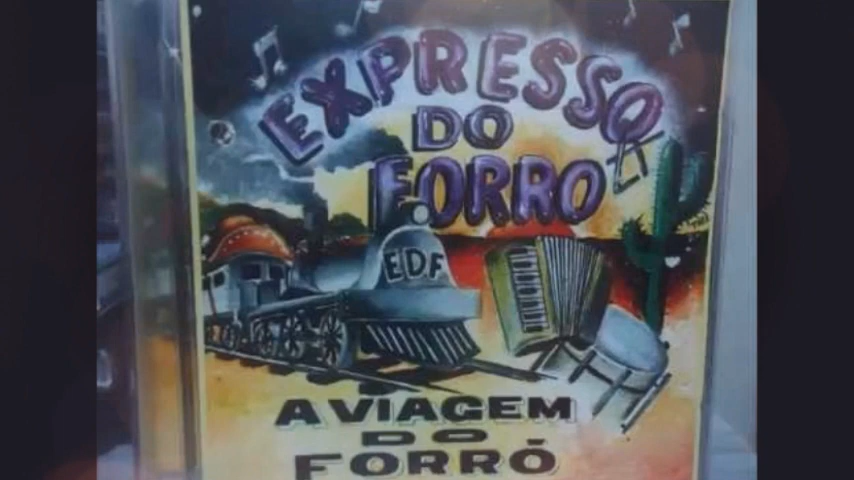 EXPRESSO
DO
FORRO
EDF
A VIAGEM
DO
FORRÓ